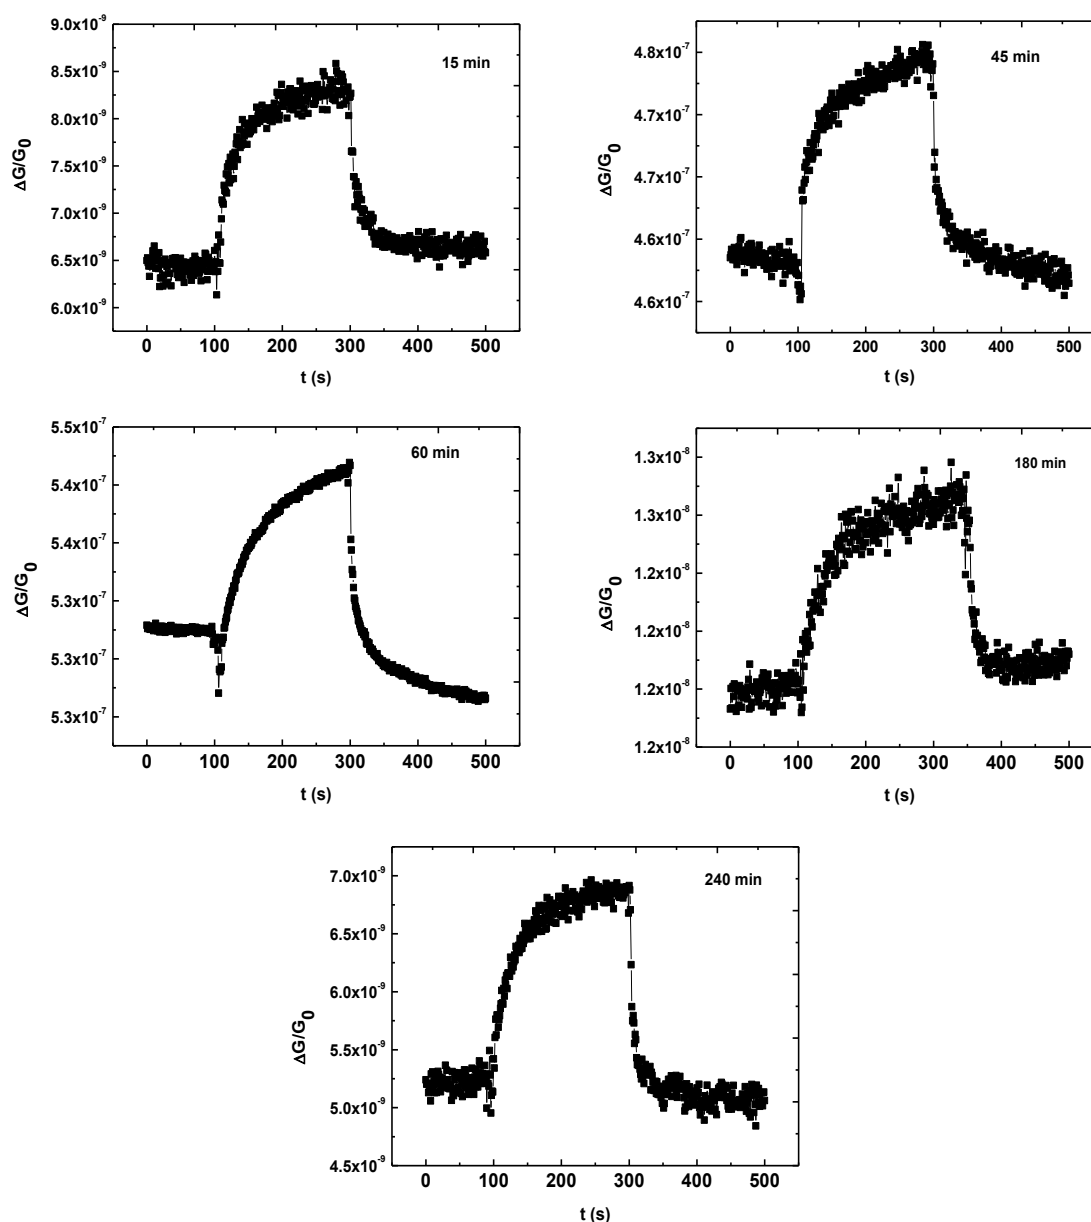 9.0x10-9
8.5x10-9
8.0x10-9
7.5x10-9
7.0x10-9
6.5x10-9
6.0x10-9
ΔG/G0
15 min
0 100 200 300 400 500
t (s)
4.8x10-7
4.7x10-7
4.7x10-7
4.6x10-7
4.6x10-7
ΔG/G0
45 min
0 100 200 300 400 500
t (s)
5.5x10-7
5.4x10-7
5.4x10-7
5.3x10-7
5.3x10-7
5.3x10-7
ΔG/G0
60 min
0 100 200 300 400 500
t (s)
1.3x10-8
1.3x10-8
1.2x10-8
1.2x10-8
1.2x10-8
1.2x10-8
ΔG/G0
180 min
0 100 200 300 400 500
t (s)
7.0x10-9
6.5x10-9
6.0x10-9
5.5x10-9
5.0x10-9
4.5x10-9
ΔG/G0
240 min
0 100 200 300 400 500
t (s)